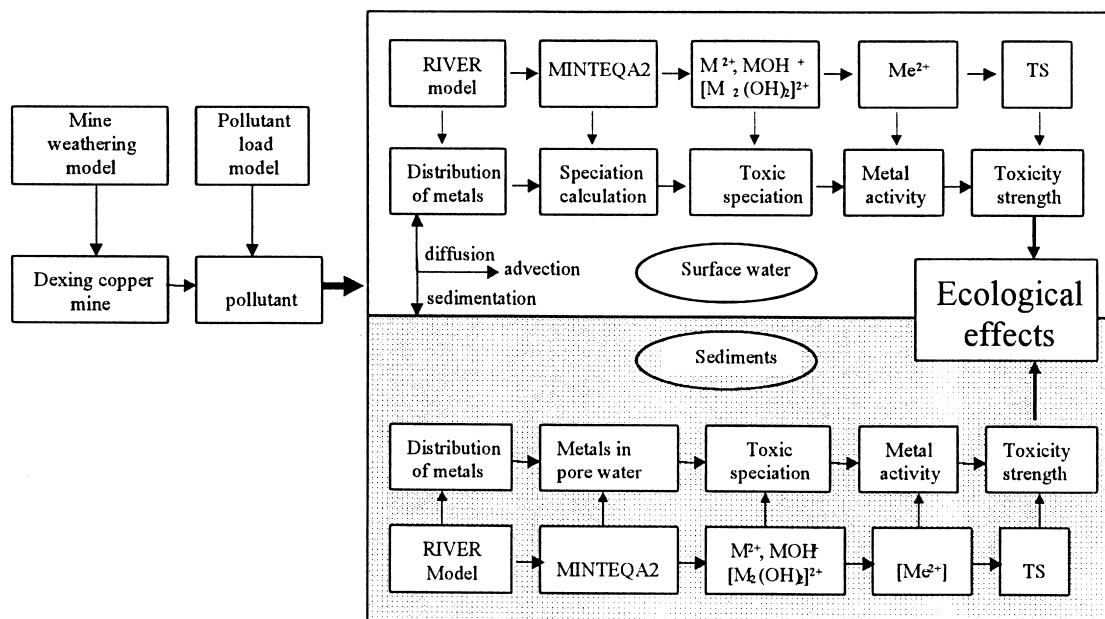 RIVER
model
MINTEQA2
M ²⁺, MOH ⁺
[M ₂ (OH)₂]²⁺
Me²⁺
TS
Mine
weathering
model
Pollutant
load
model
Distribution
of metals
Speciation
calculation
Toxic
speciation
Metal
activity
Toxicity
strength
diffusion
advection
sedimentation
Surface water
Dexing copper
mine
pollutant
Ecological
effects
Sediments
Distribution
of metals
Metals in
pore water
Toxic
speciation
Metal
activity
Toxicity
strength
RIVER
Model
MINTEQA2
M²⁺, MOH⁺
[M₂(OH)₂]²⁺
[Me²⁺]
TS